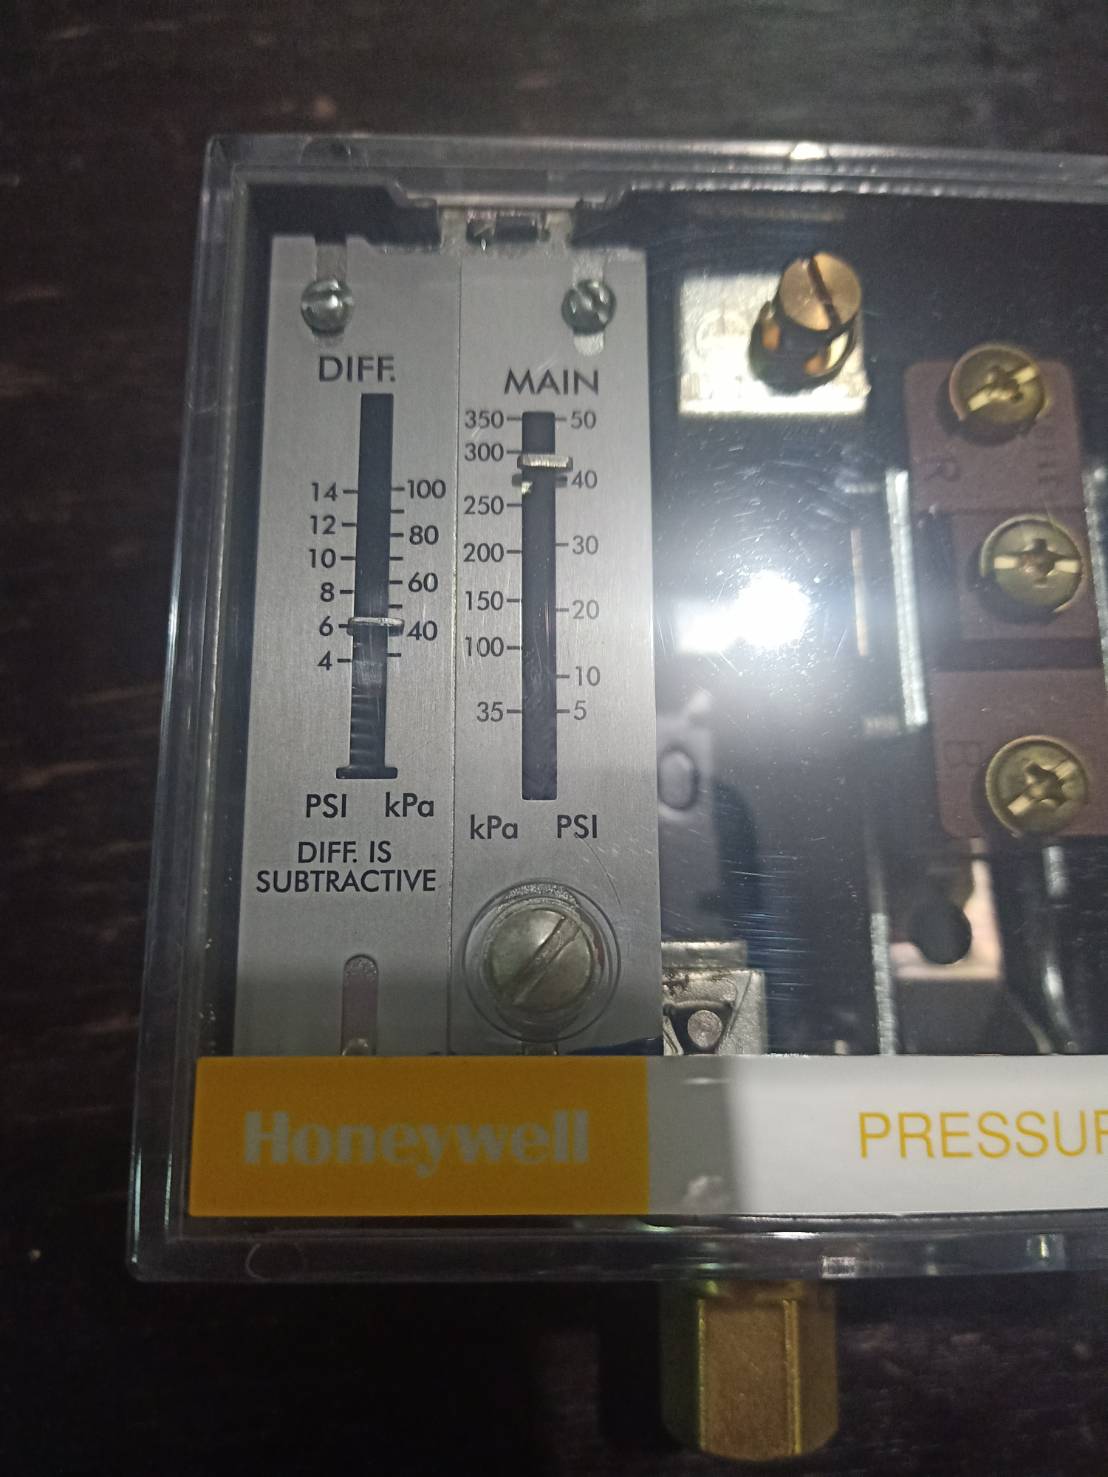 DIFF.
MAIN
350 50
300
14 100
40
250
12
80
10
200
30
8
60
150
20
6
40
100
4
10
35 5
PSI kPa
kPa PSI
DIFF. IS
SUBTRACTIVE
R
B
Honeywell
PRESSUR